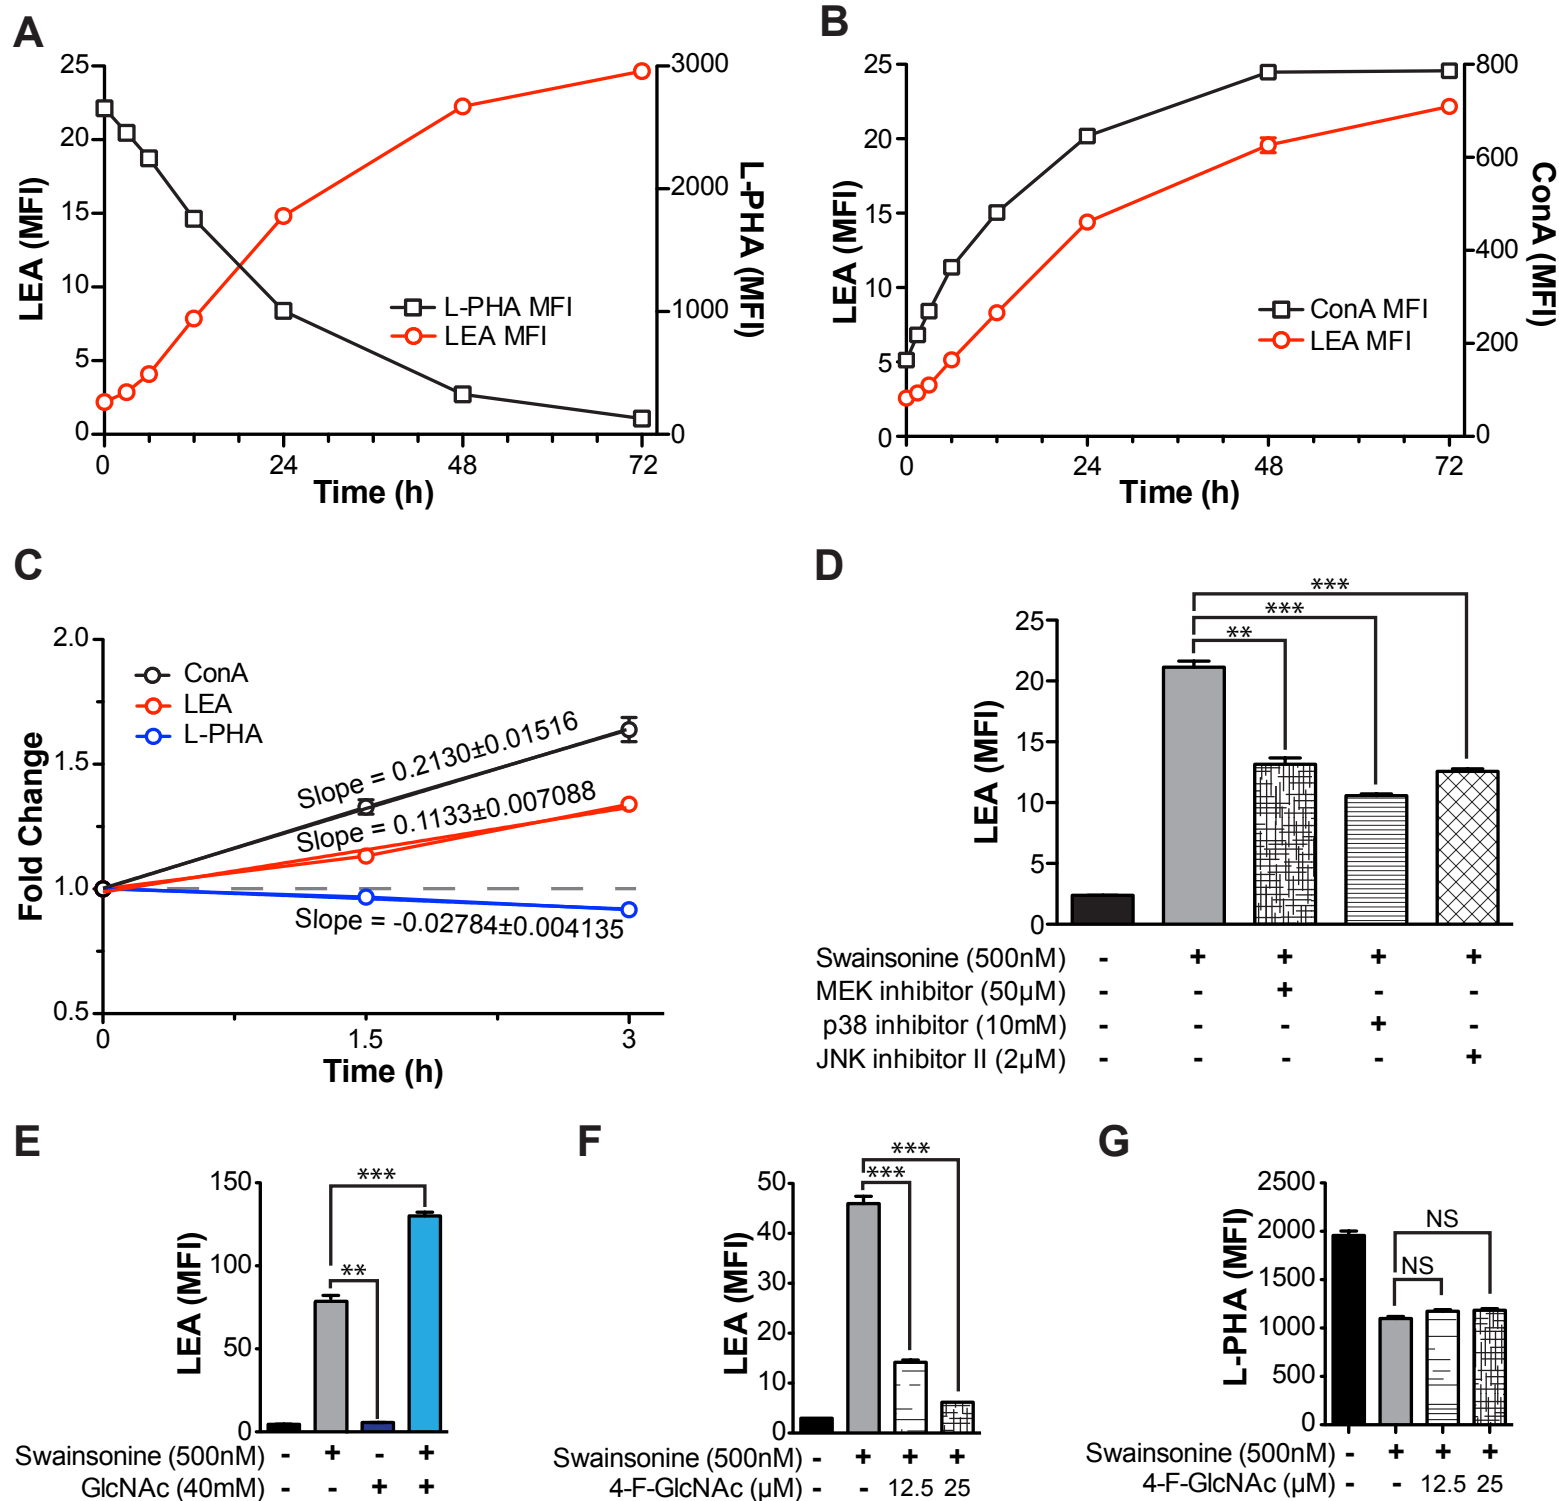 A
25
20
15
10
5
0
LEA (MFI)
3000
2000
1000
0
L-PHA (MFI)
L-PHA MFI
LEA MFI
0 24 48 72
Time (h)
B
25
20
15
10
5
0
LEA (MFI)
800
600
400
200
0
ConA (MFI)
ConA MFI
LEA MFI
0 24 48 72
Time (h)
C
2.0
1.5
1.0
0.5
Fold Change
ConA
LEA
L-PHA
Slope = 0.2130±0.01516
Slope = 0.1133±0.007088
Slope = -0.02784±0.004135
0 1.5 3
Time (h)
D
***
***
**
25
20
15
10
5
0
LEA (MFI)
Swainsonine (500nM) - + + + +
MEK inhibitor (50µM) - - + - -
p38 inhibitor (10mM) - - - + -
JNK inhibitor II (2µM) - - - - +
E
***
**
150
100
50
0
LEA (MFI)
Swainsonine (500nM) - + - +
GlcNAc (40mM) - - + +
F
***
***
50
40
30
20
10
0
LEA (MFI)
Swainsonine (500nM) - + + +
4-F-GlcNAc (µM) - - 12.5 25
G
NS
NS
2500
2000
1500
1000
500
0
L-PHA (MFI)
Swainsonine (500nM) - + + +
4-F-GlcNAc (µM) - - 12.5 25